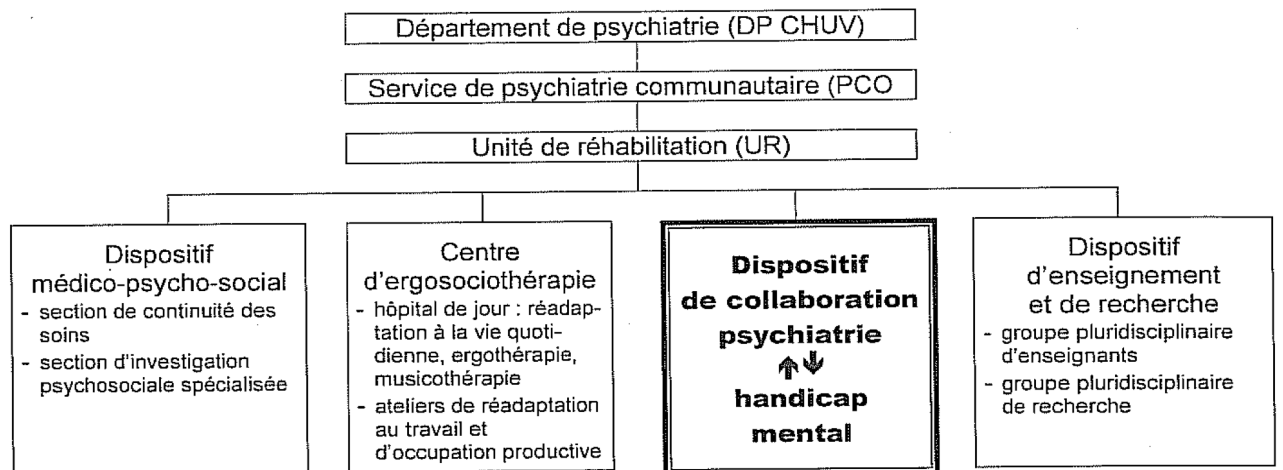 Département de psychiatrie (DP CHUV)
Service de psychiatrie communautaire (PCO
Unité de réhabilitation (UR)
Dispositif
médico-psycho-social
- section de continuité des
soins
- section d'investigation
psychosociale spécialisée
Centre
d'ergosociothérapie
- hôpital de jour : réadap-
tation à la vie quoti-
dienne, ergothérapie,
musicothérapie
- ateliers de réadaptation
au travail et
d'occupation productive
Dispositif
de collaboration
psychiatrie
⇑⇓
handicap
mental
Dispositif
d'enseignement
et de recherche
- groupe pluridisciplinaire
d'enseignants
- groupe pluridisciplinaire
de recherche